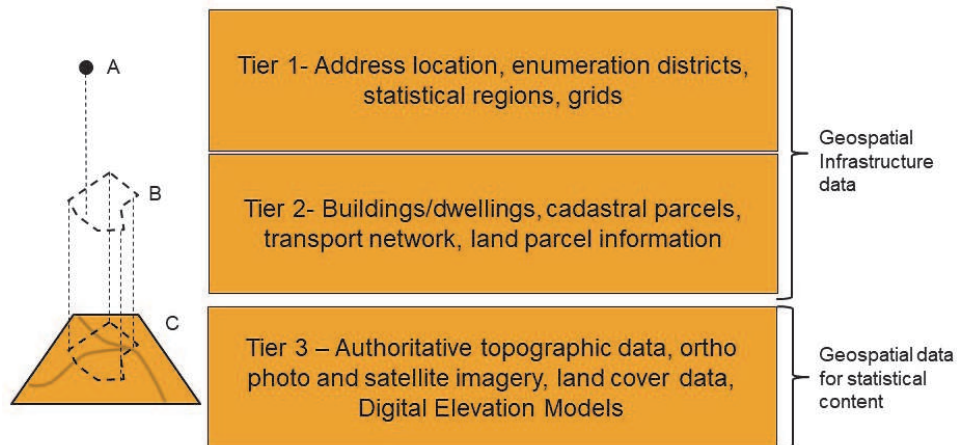 A
B
C
Tier 1- Address location, enumeration districts,
statistical regions, grids
Tier 2- Buildings/dwellings, cadastral parcels,
transport network, land parcel information
Geospatial
Infrastructure
data
Tier 3 – Authoritative topographic data, ortho
photo and satellite imagery, land cover data,
Digital Elevation Models
Geospatial data
for statistical
content